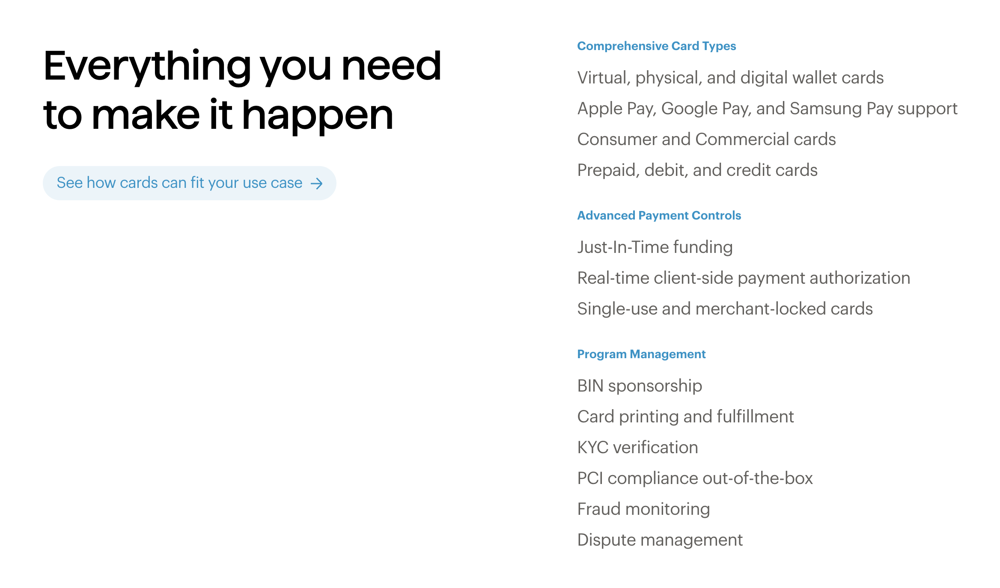 Everything you need
to make it happen
See how cards can fit your use case →
Comprehensive Card Types
Virtual, physical, and digital wallet cards
Apple Pay, Google Pay, and Samsung Pay support
Consumer and Commercial cards
Prepaid, debit, and credit cards
Advanced Payment Controls
Just-In-Time funding
Real-time client-side payment authorization
Single-use and merchant-locked cards
Program Management
BIN sponsorship
Card printing and fulfillment
KYC verification
PCI compliance out-of-the-box
Fraud monitoring
Dispute management